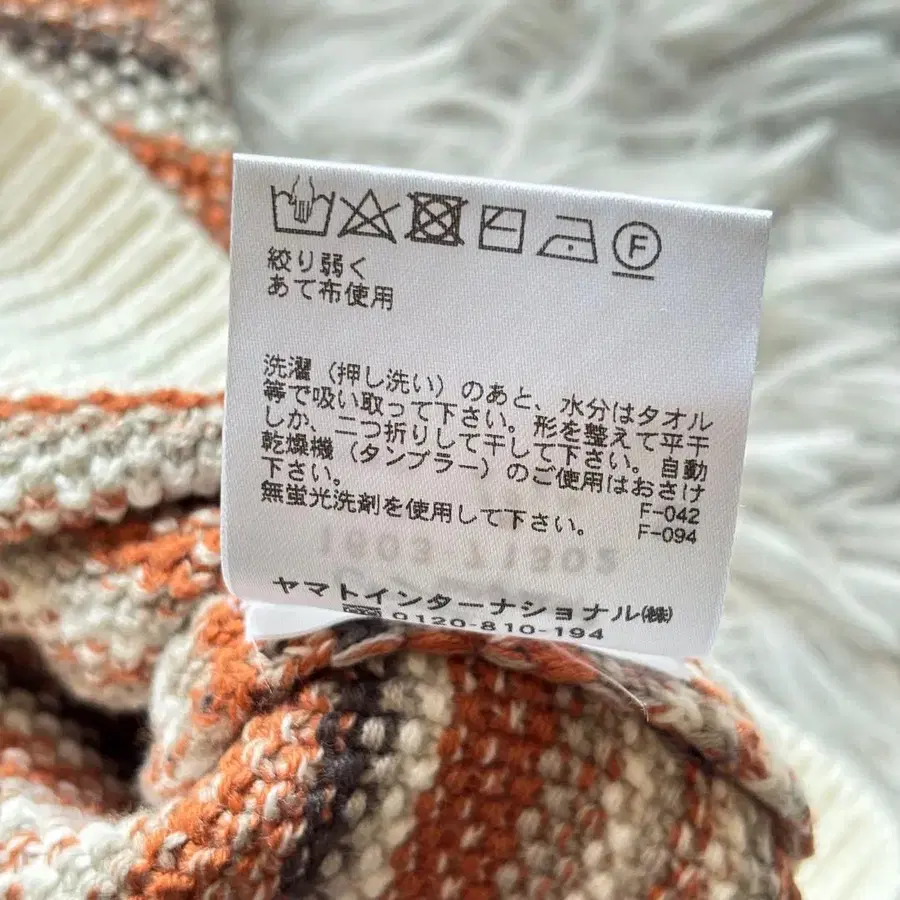 F
絞り弱く
あて布使用
洗濯（押し洗い）のあと、水分はタオル
等で吸い取って下さい。形を整えて平干
しか、二つ折りして干して下さい。自動
乾燥機（タンブラー）のご使用はおさけ
下さい。 F-042
無蛍光洗剤を使用して下さい。 F-094
1603-71502
ヤマトインターナショナル(株)
0120-810-194